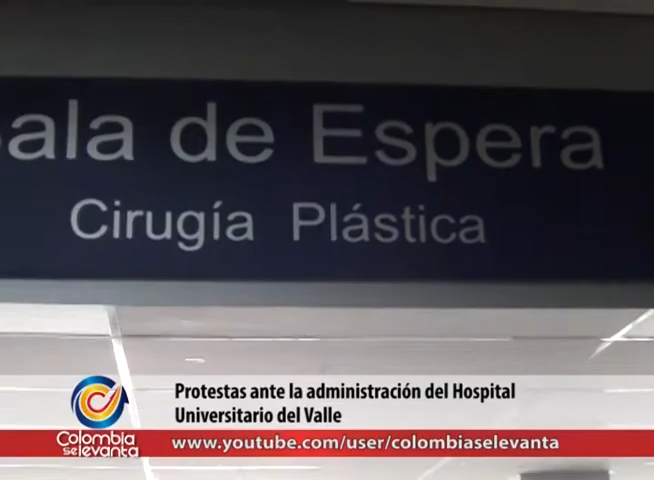 Sala de Espera
Cirugía Plástica
Protestas ante la administración del Hospital
Universitario del Valle
Colombia
se levanta
www.youtube.com/user/colombiaselevanta